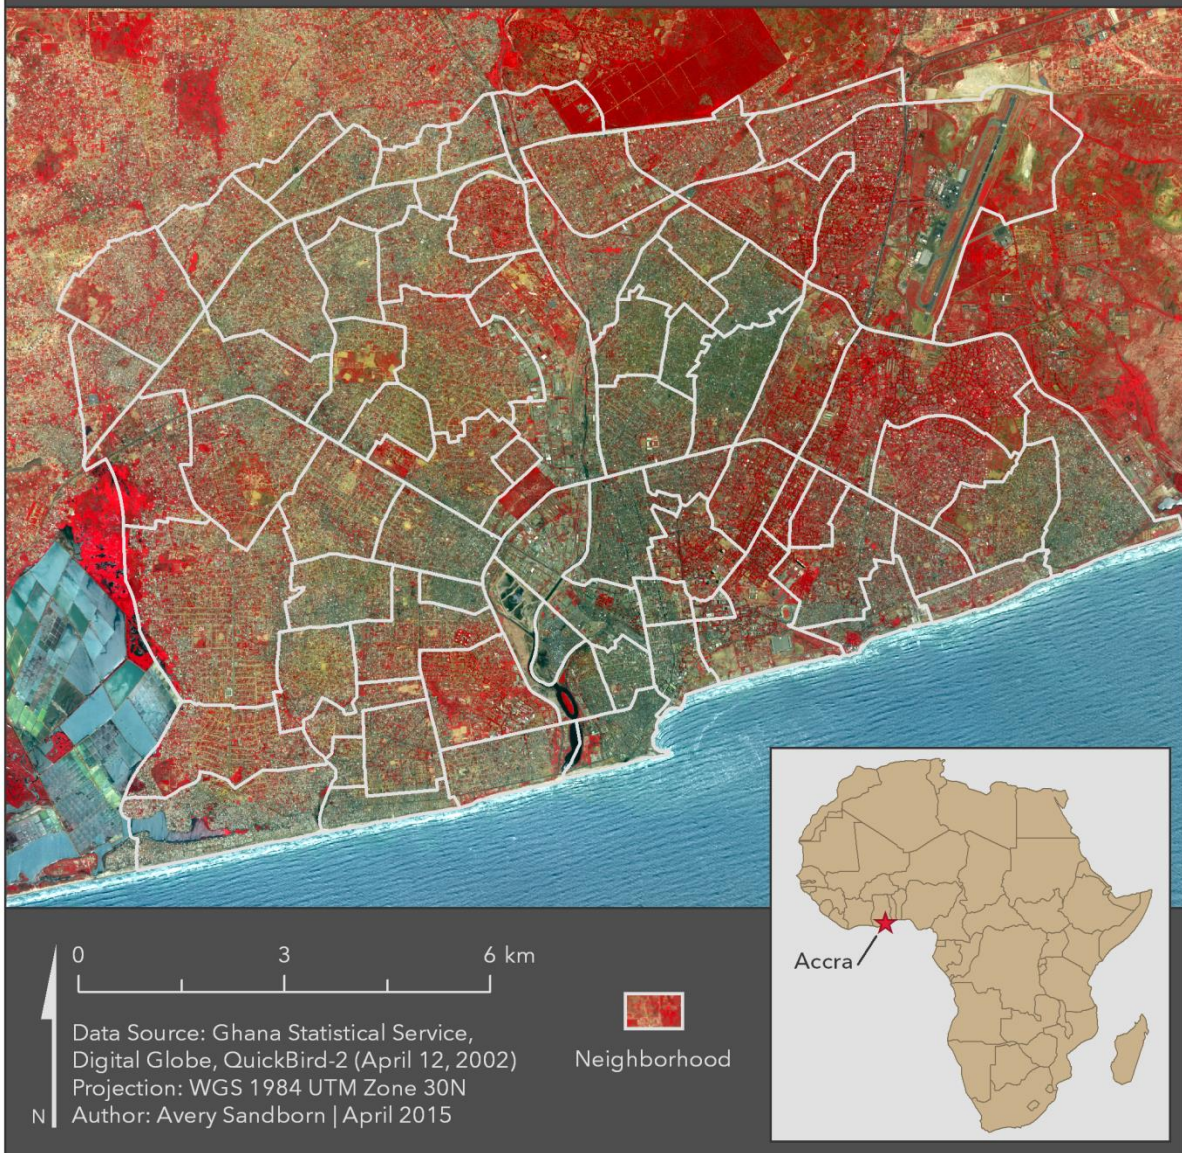 0 3 6 km
Data Source: Ghana Statistical Service,
Digital Globe, QuickBird-2 (April 12, 2002)
Projection: WGS 1984 UTM Zone 30N
Author: Avery Sandborn | April 2015
N
Neighborhood
Accra